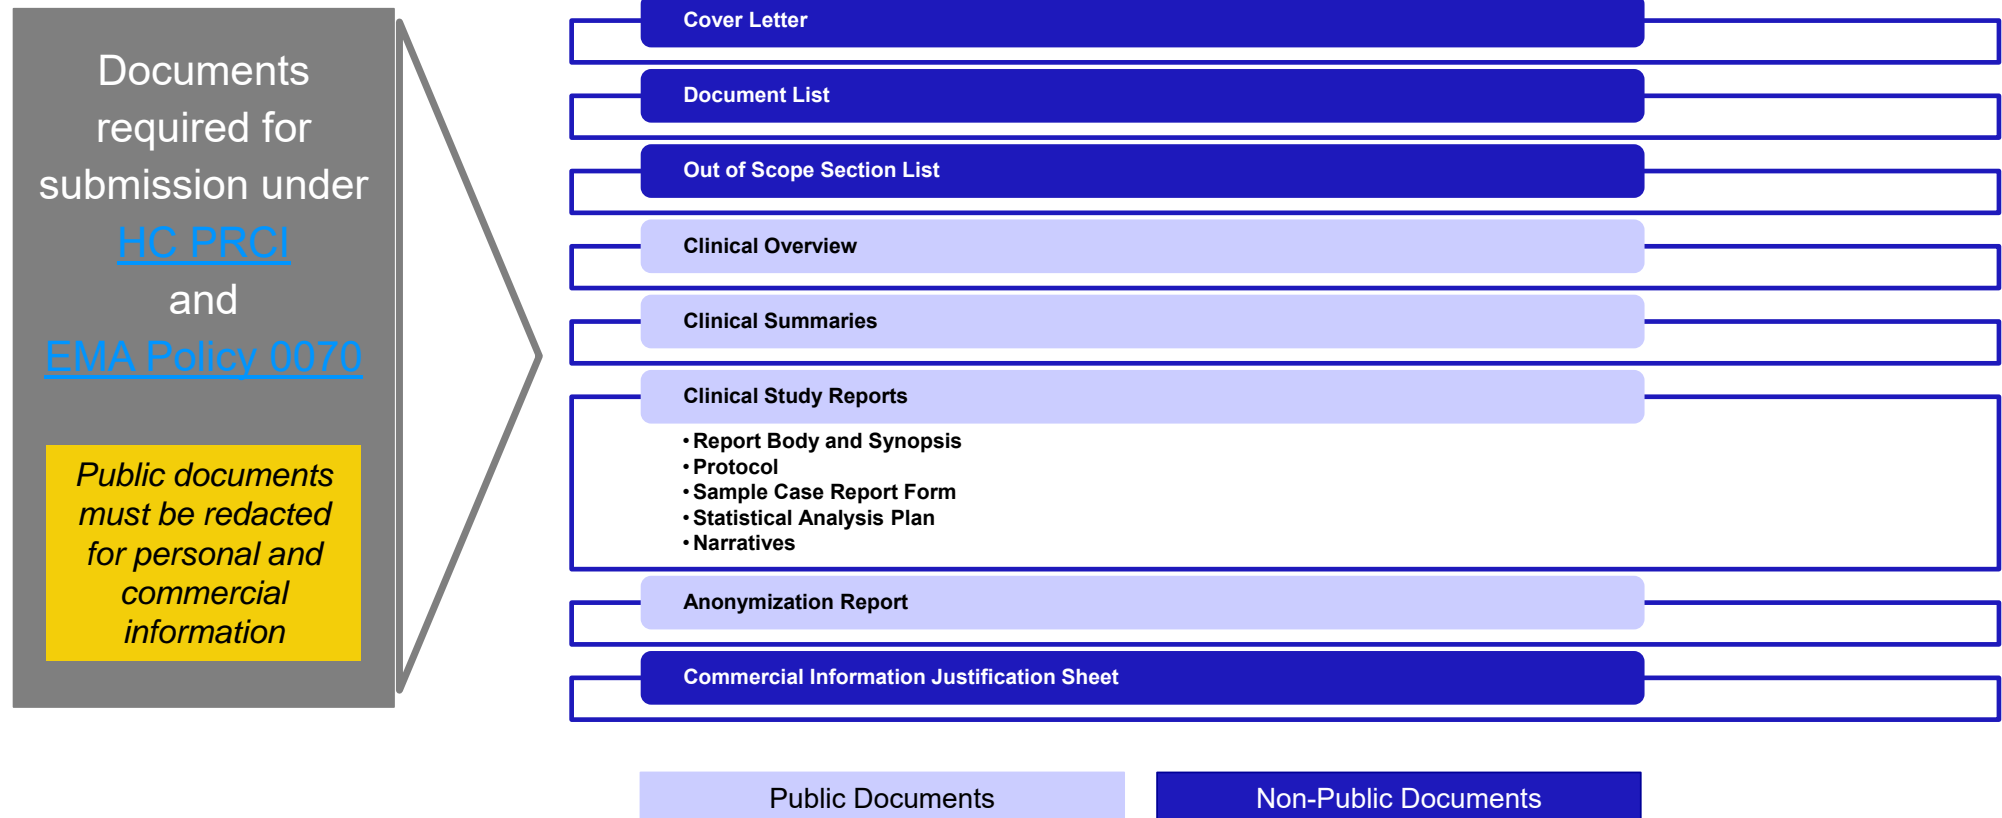 Documents
required for
submission under
HC PRCI
and
EMA Policy 0070
Public documents
must be redacted
for personal and
commercial
information
Cover Letter
Document List
Out of Scope Section List
Clinical Overview
Clinical Summaries
Clinical Study Reports
• Report Body and Synopsis
• Protocol
• Sample Case Report Form
• Statistical Analysis Plan
• Narratives
Anonymization Report
Commercial Information Justification Sheet
Public Documents
Non-Public Documents